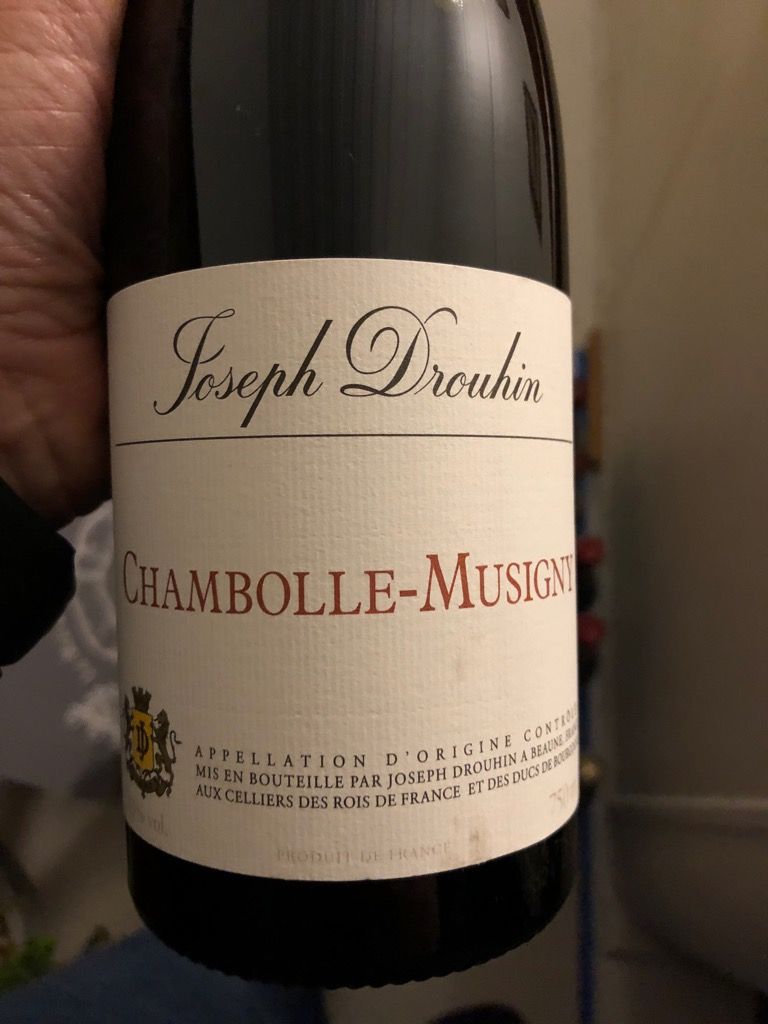 Joseph Drouhin
CHAMBOLLE-MUSIGNY
APPELLATION D'ORIGINE
MIS EN BOUTEILLE PAR JOSEPH DROUHIN A BEAUNE,
AUX CELLIERS DES ROIS DE FRANCE ET DES DUCS DE
vol.
PRODUIT DE FRANCE